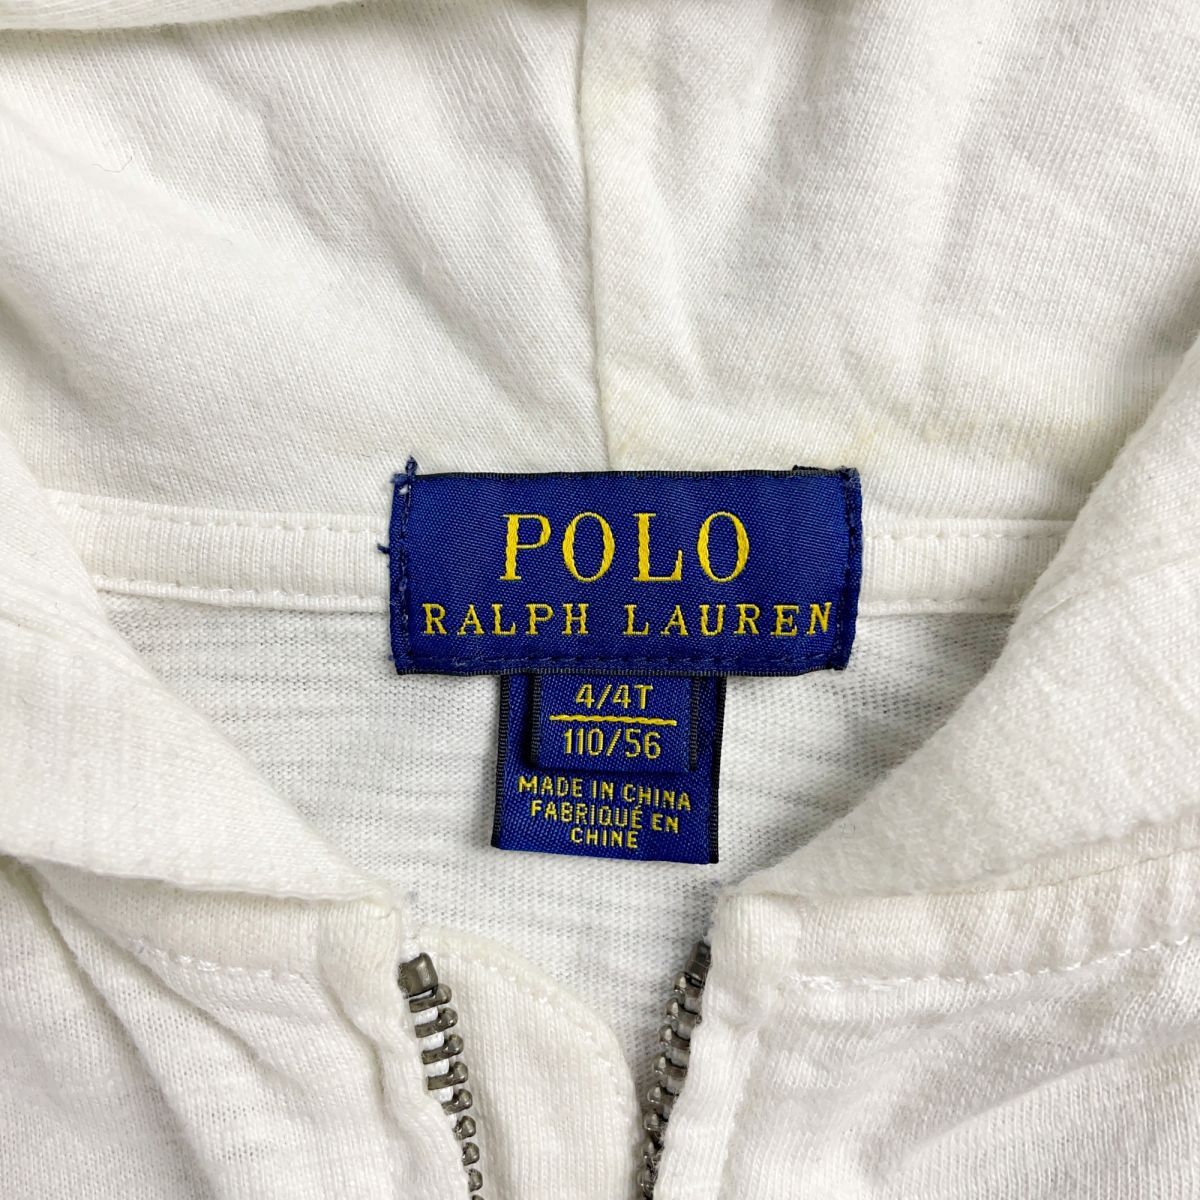 POLO
RALPH LAUREN
4/4T
110/56
MADE IN CHINA
FABRIQUÉ EN
CHINE